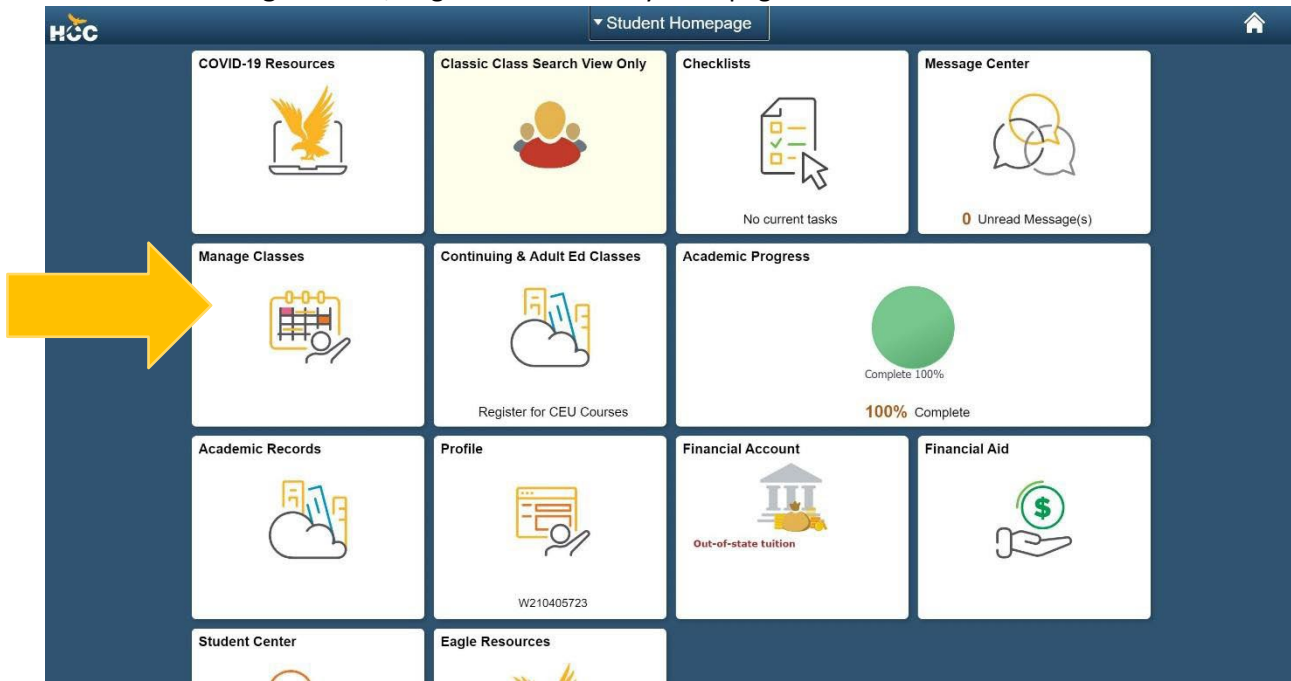 HCC
▾ Student Homepage
COVID-19 Resources
Classic Class Search View Only
Checklists
No current tasks
Message Center
0 Unread Message(s)
Manage Classes
Continuing & Adult Ed Classes
Register for CEU Courses
Academic Progress
Complete 100%
100% Complete
Academic Records
Profile
W210405723
Financial Account
Out-of-state tuition
Financial Aid
$
Student Center
Eagle Resources